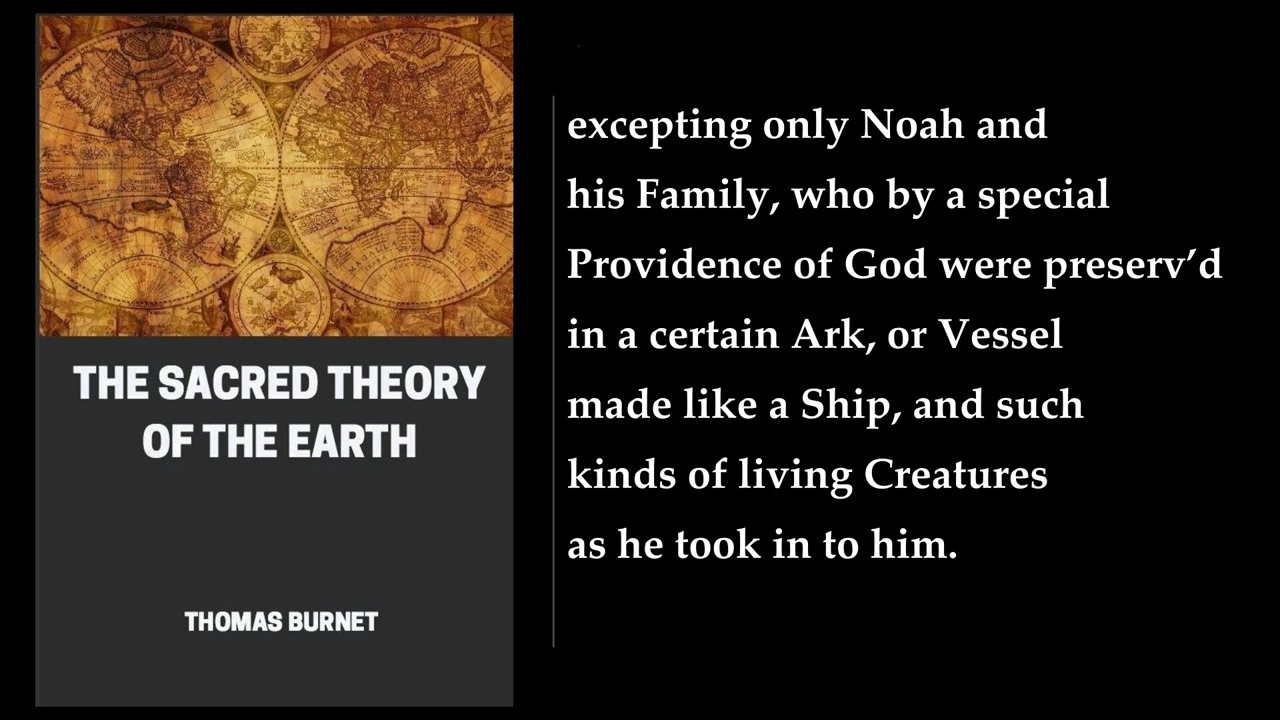 THE SACRED THEORY
OF THE EARTH
THOMAS BURNET
excepting only Noah and
his Family, who by a special
Providence of God were preserv’d
in a certain Ark, or Vessel
made like a Ship, and such
kinds of living Creatures
as he took in to him.